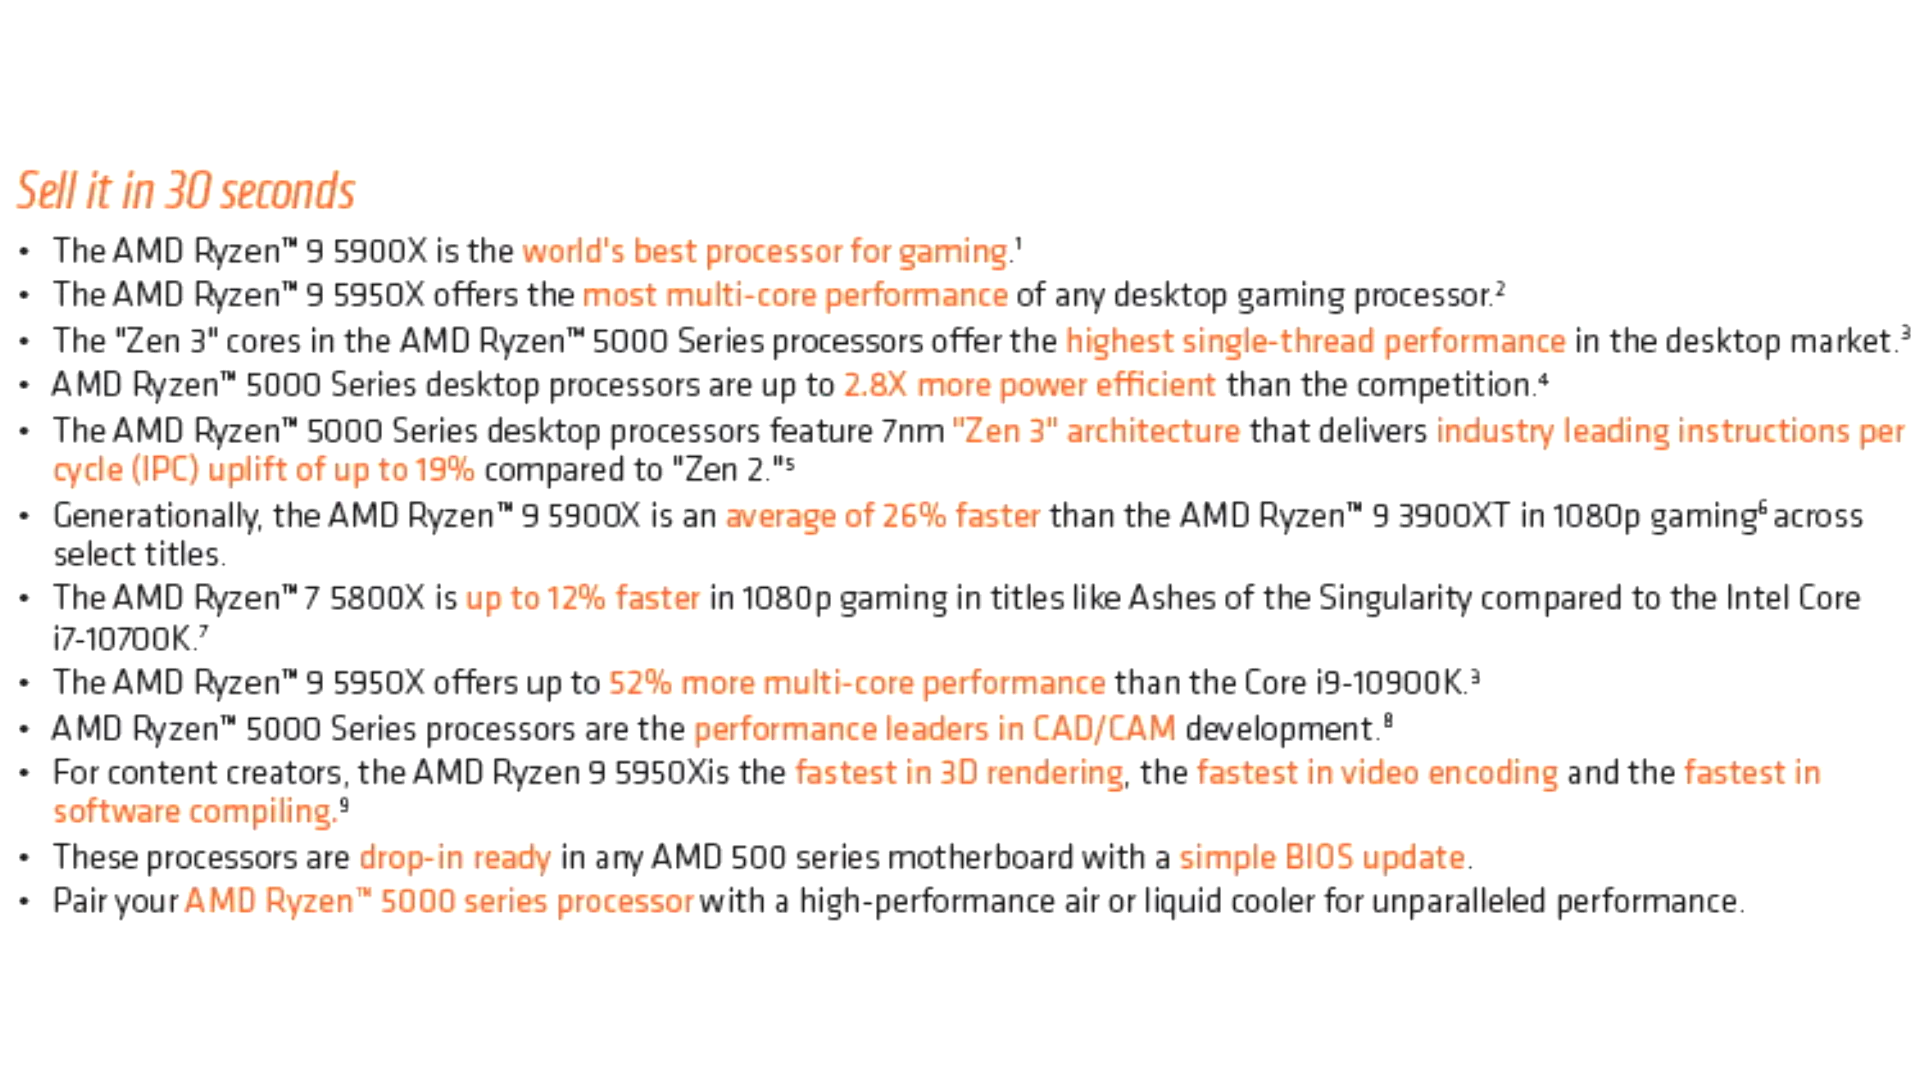 Sell it in 30 seconds
• The AMD Ryzen™ 9 5900X is the world's best processor for gaming.¹
• The AMD Ryzen™ 9 5950X offers the most multi-core performance of any desktop gaming processor.²
• The "Zen 3" cores in the AMD Ryzen™ 5000 Series processors offer the highest single-thread performance in the desktop market.³
• AMD Ryzen™ 5000 Series desktop processors are up to 2.8X more power efficient than the competition.⁴
• The AMD Ryzen™ 5000 Series desktop processors feature 7nm "Zen 3" architecture that delivers industry leading instructions per
cycle (IPC) uplift of up to 19% compared to "Zen 2."⁵
• Generationally, the AMD Ryzen™ 9 5900X is an average of 26% faster than the AMD Ryzen™ 9 3900XT in 1080p gaming⁶ across
select titles.
• The AMD Ryzen™ 7 5800X is up to 12% faster in 1080p gaming in titles like Ashes of the Singularity compared to the Intel Core
i7-10700K.⁷
• The AMD Ryzen™ 9 5950X offers up to 52% more multi-core performance than the Core i9-10900K.³
• AMD Ryzen™ 5000 Series processors are the performance leaders in CAD/CAM development.⁸
• For content creators, the AMD Ryzen 9 5950Xis the fastest in 3D rendering, the fastest in video encoding and the fastest in
software compiling.⁹
• These processors are drop-in ready in any AMD 500 series motherboard with a simple BIOS update.
• Pair your AMD Ryzen™ 5000 series processor with a high-performance air or liquid cooler for unparalleled performance.